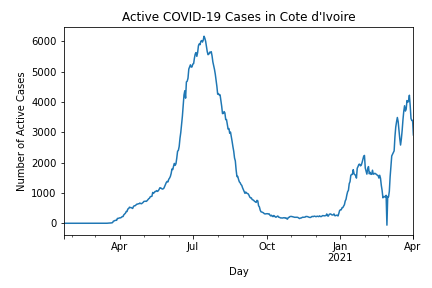 Active COVID-19 Cases in Cote d'Ivoire
Number of Active Cases
6000
5000
4000
3000
2000
1000
0
Apr
Jul
Oct
Jan
2021
Apr
Day